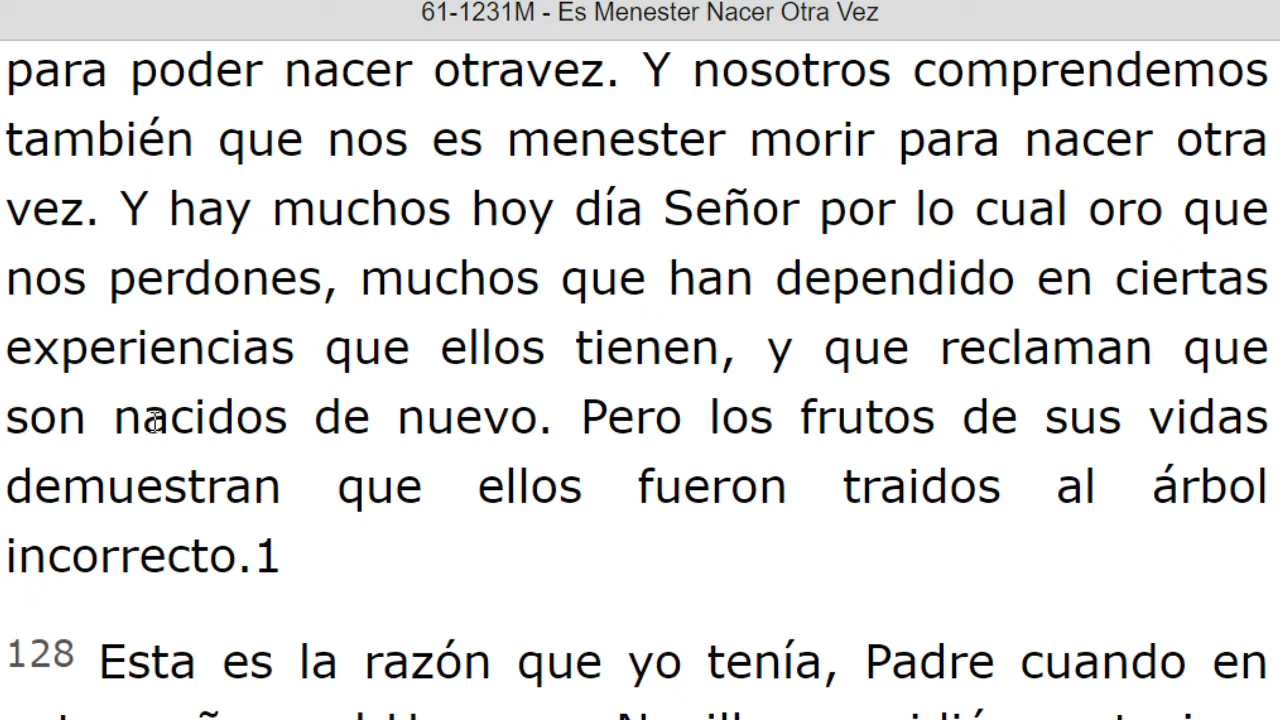 61-1231M - Es Menester Nacer Otra Vez
para poder nacer otravez. Y nosotros comprendemos
también que nos es menester morir para nacer otra
vez. Y hay muchos hoy día Señor por lo cual oro que
nos perdones, muchos que han dependido en ciertas
experiencias que ellos tienen, y que reclaman que
son nacidos de nuevo. Pero los frutos de sus vidas
demuestran que ellos fueron traidos al árbol
incorrecto.1
128 Esta es la razón que yo tenía, Padre cuando en